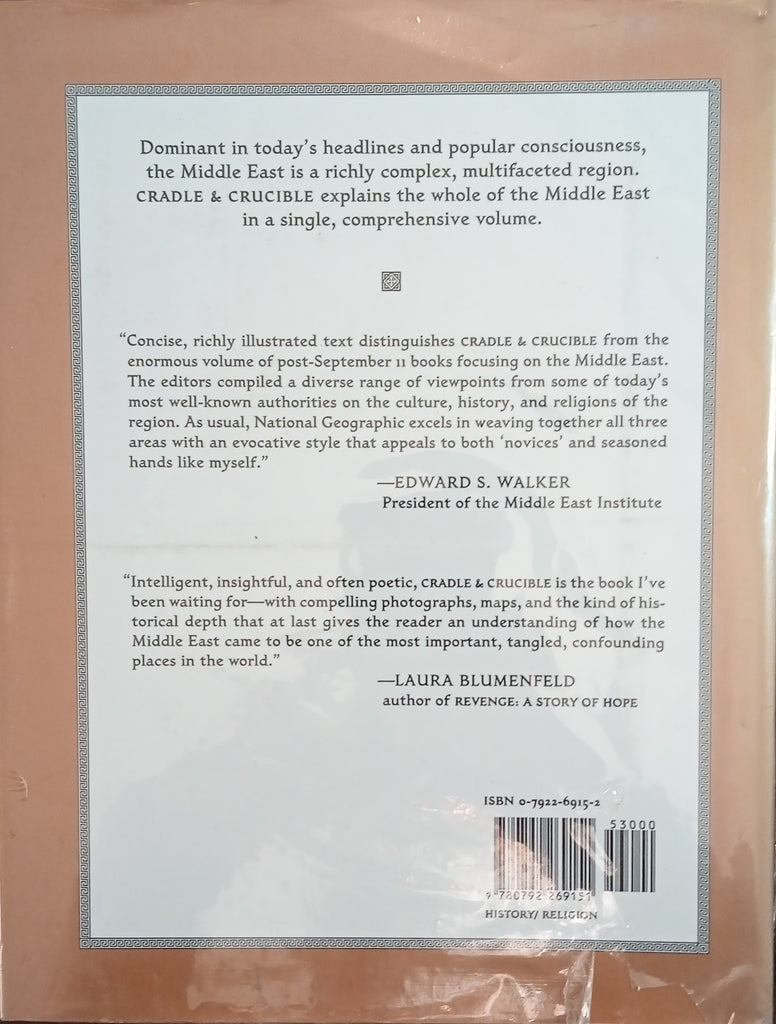 Dominant in today's headlines and popular consciousness,
the Middle East is a richly complex, multifaceted region.
CRADLE & CRUCIBLE explains the whole of the Middle East
in a single, comprehensive volume.
“Concise, richly illustrated text distinguishes CRADLE & CRUCIBLE from the
enormous volume of post-September 11 books focusing on the Middle East.
The editors compiled a diverse range of viewpoints from some of today's
most well-known authorities on the culture, history, and religions of the
region. As usual, National Geographic excels in weaving together all three
areas with an evocative style that appeals to both ‘novices’ and seasoned
hands like myself.”
—EDWARD S. WALKER
President of the Middle East Institute
“Intelligent, insightful, and often poetic, CRADLE & CRUCIBLE is the book I've
been waiting for—with compelling photographs, maps, and the kind of his-
torical depth that at last gives the reader an understanding of how the
Middle East came to be one of the most important, tangled, confounding
places in the world.”
—LAURA BLUMENFELD
author of REVENGE: A STORY OF HOPE
ISBN 0-7922-6915-2
53000
9 780792 269151
HISTORY/ RELIGION